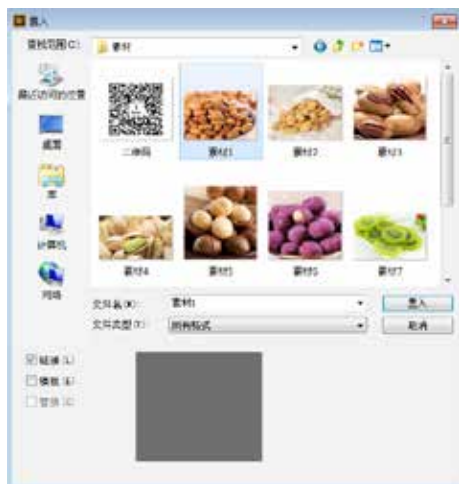 置入
查找范围(I):
素材
最近访问的位置
桌面
库
计算机
网络
二维码
素材1
素材2
素材3
素材4
素材5
素材6
素材7
文件名(N):
素材1
置入
文件类型(T):
所有格式
取消
链接(L)
模板(E)
替换(C)